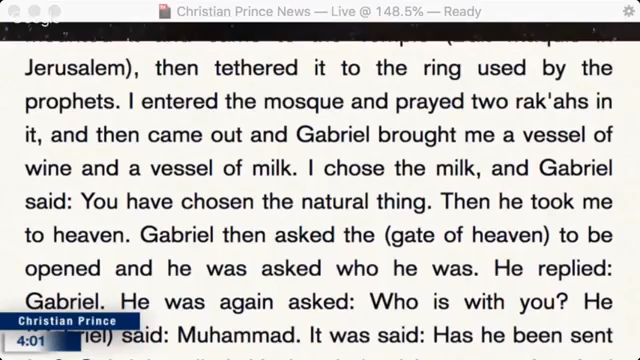 Christian Prince News — Live @ 148.5% — Ready
Jerusalem), then tethered it to the ring used by the
prophets. I entered the mosque and prayed two rak'ahs in
it, and then came out and Gabriel brought me a vessel of
wine and a vessel of milk. I chose the milk, and Gabriel
said: You have chosen the natural thing. Then he took me
to heaven. Gabriel then asked the (gate of heaven) to be
opened and he was asked who he was. He replied:
Gabriel. He was again asked: Who is with you? He
said: Muhammad. It was said: Has he been sent
Christian Prince
4:01